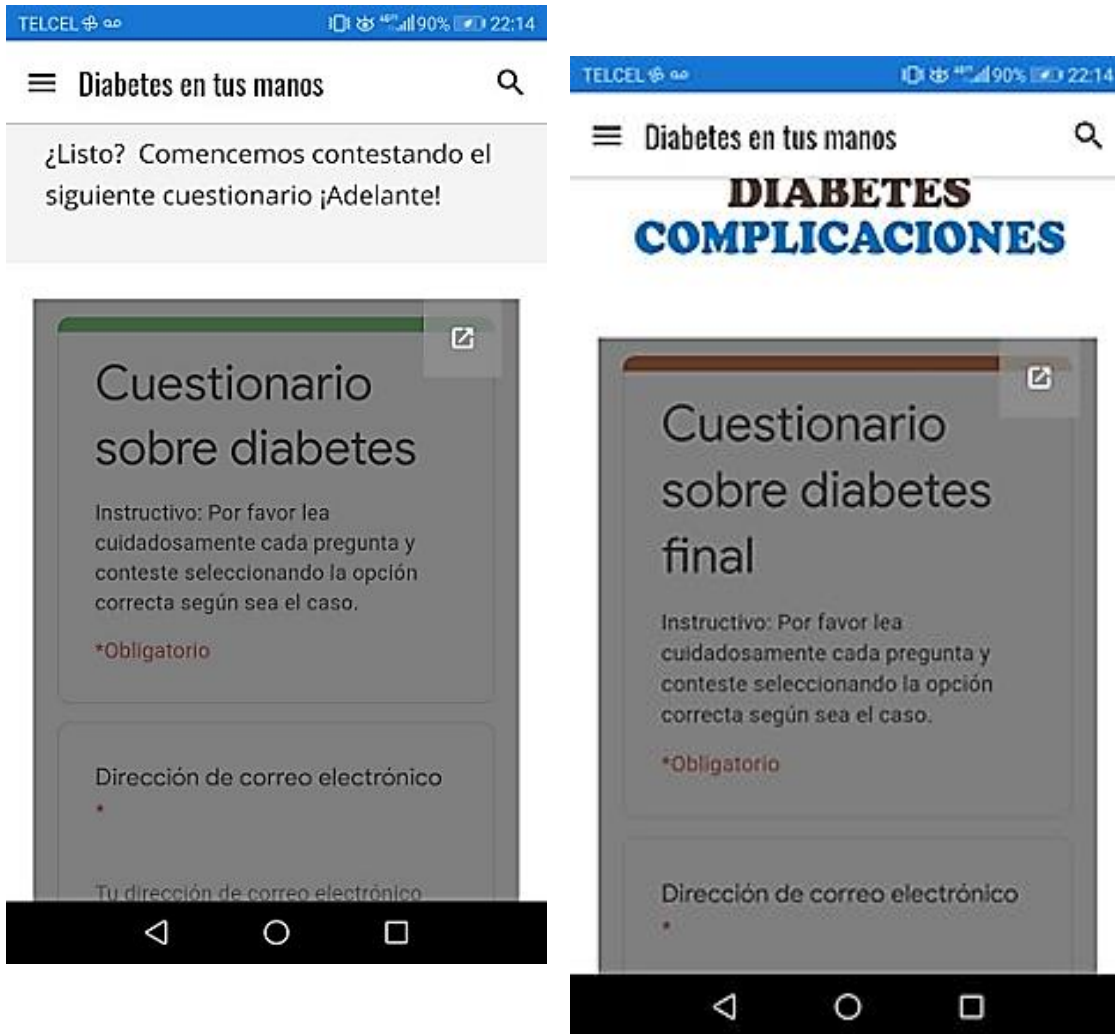 TELCEL 90% 22:14
Diabetes en tus manos
¿Listo? Comencemos contestando el
siguiente cuestionario ¡Adelante!
Cuestionario
sobre diabetes
Instructivo: Por favor lea
cuidadosamente cada pregunta y
conteste seleccionando la opción
correcta según sea el caso.
*Obligatorio
Dirección de correo electrónico
*
Tu dirección de correo electrónico
TELCEL 90% 22:14
Diabetes en tus manos
DIABETES
COMPLICACIONES
Cuestionario
sobre diabetes
final
Instructivo: Por favor lea
cuidadosamente cada pregunta y
conteste seleccionando la opción
correcta según sea el caso.
*Obligatorio
Dirección de correo electrónico
*